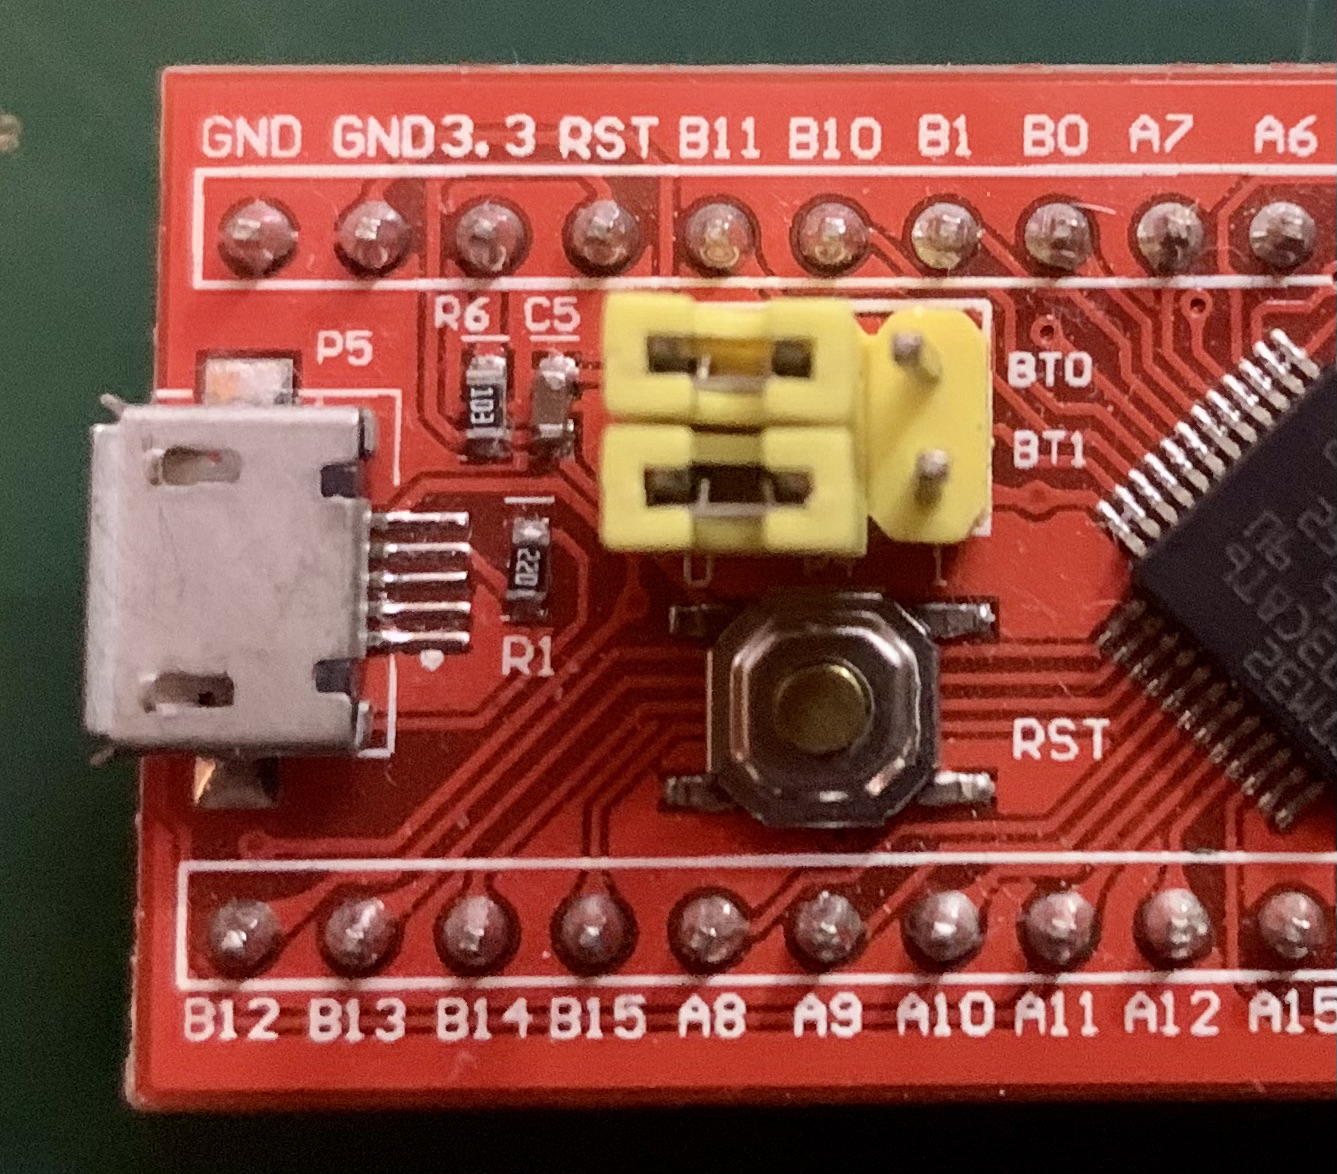 GND GND 3.3 RST B11 B10 B1 B0 A7 A6
R6 C5
P5
BT0
103
BT1
220
R1
RST
B12 B13 B14 B15 A8 A9 A10 A11 A12 A15